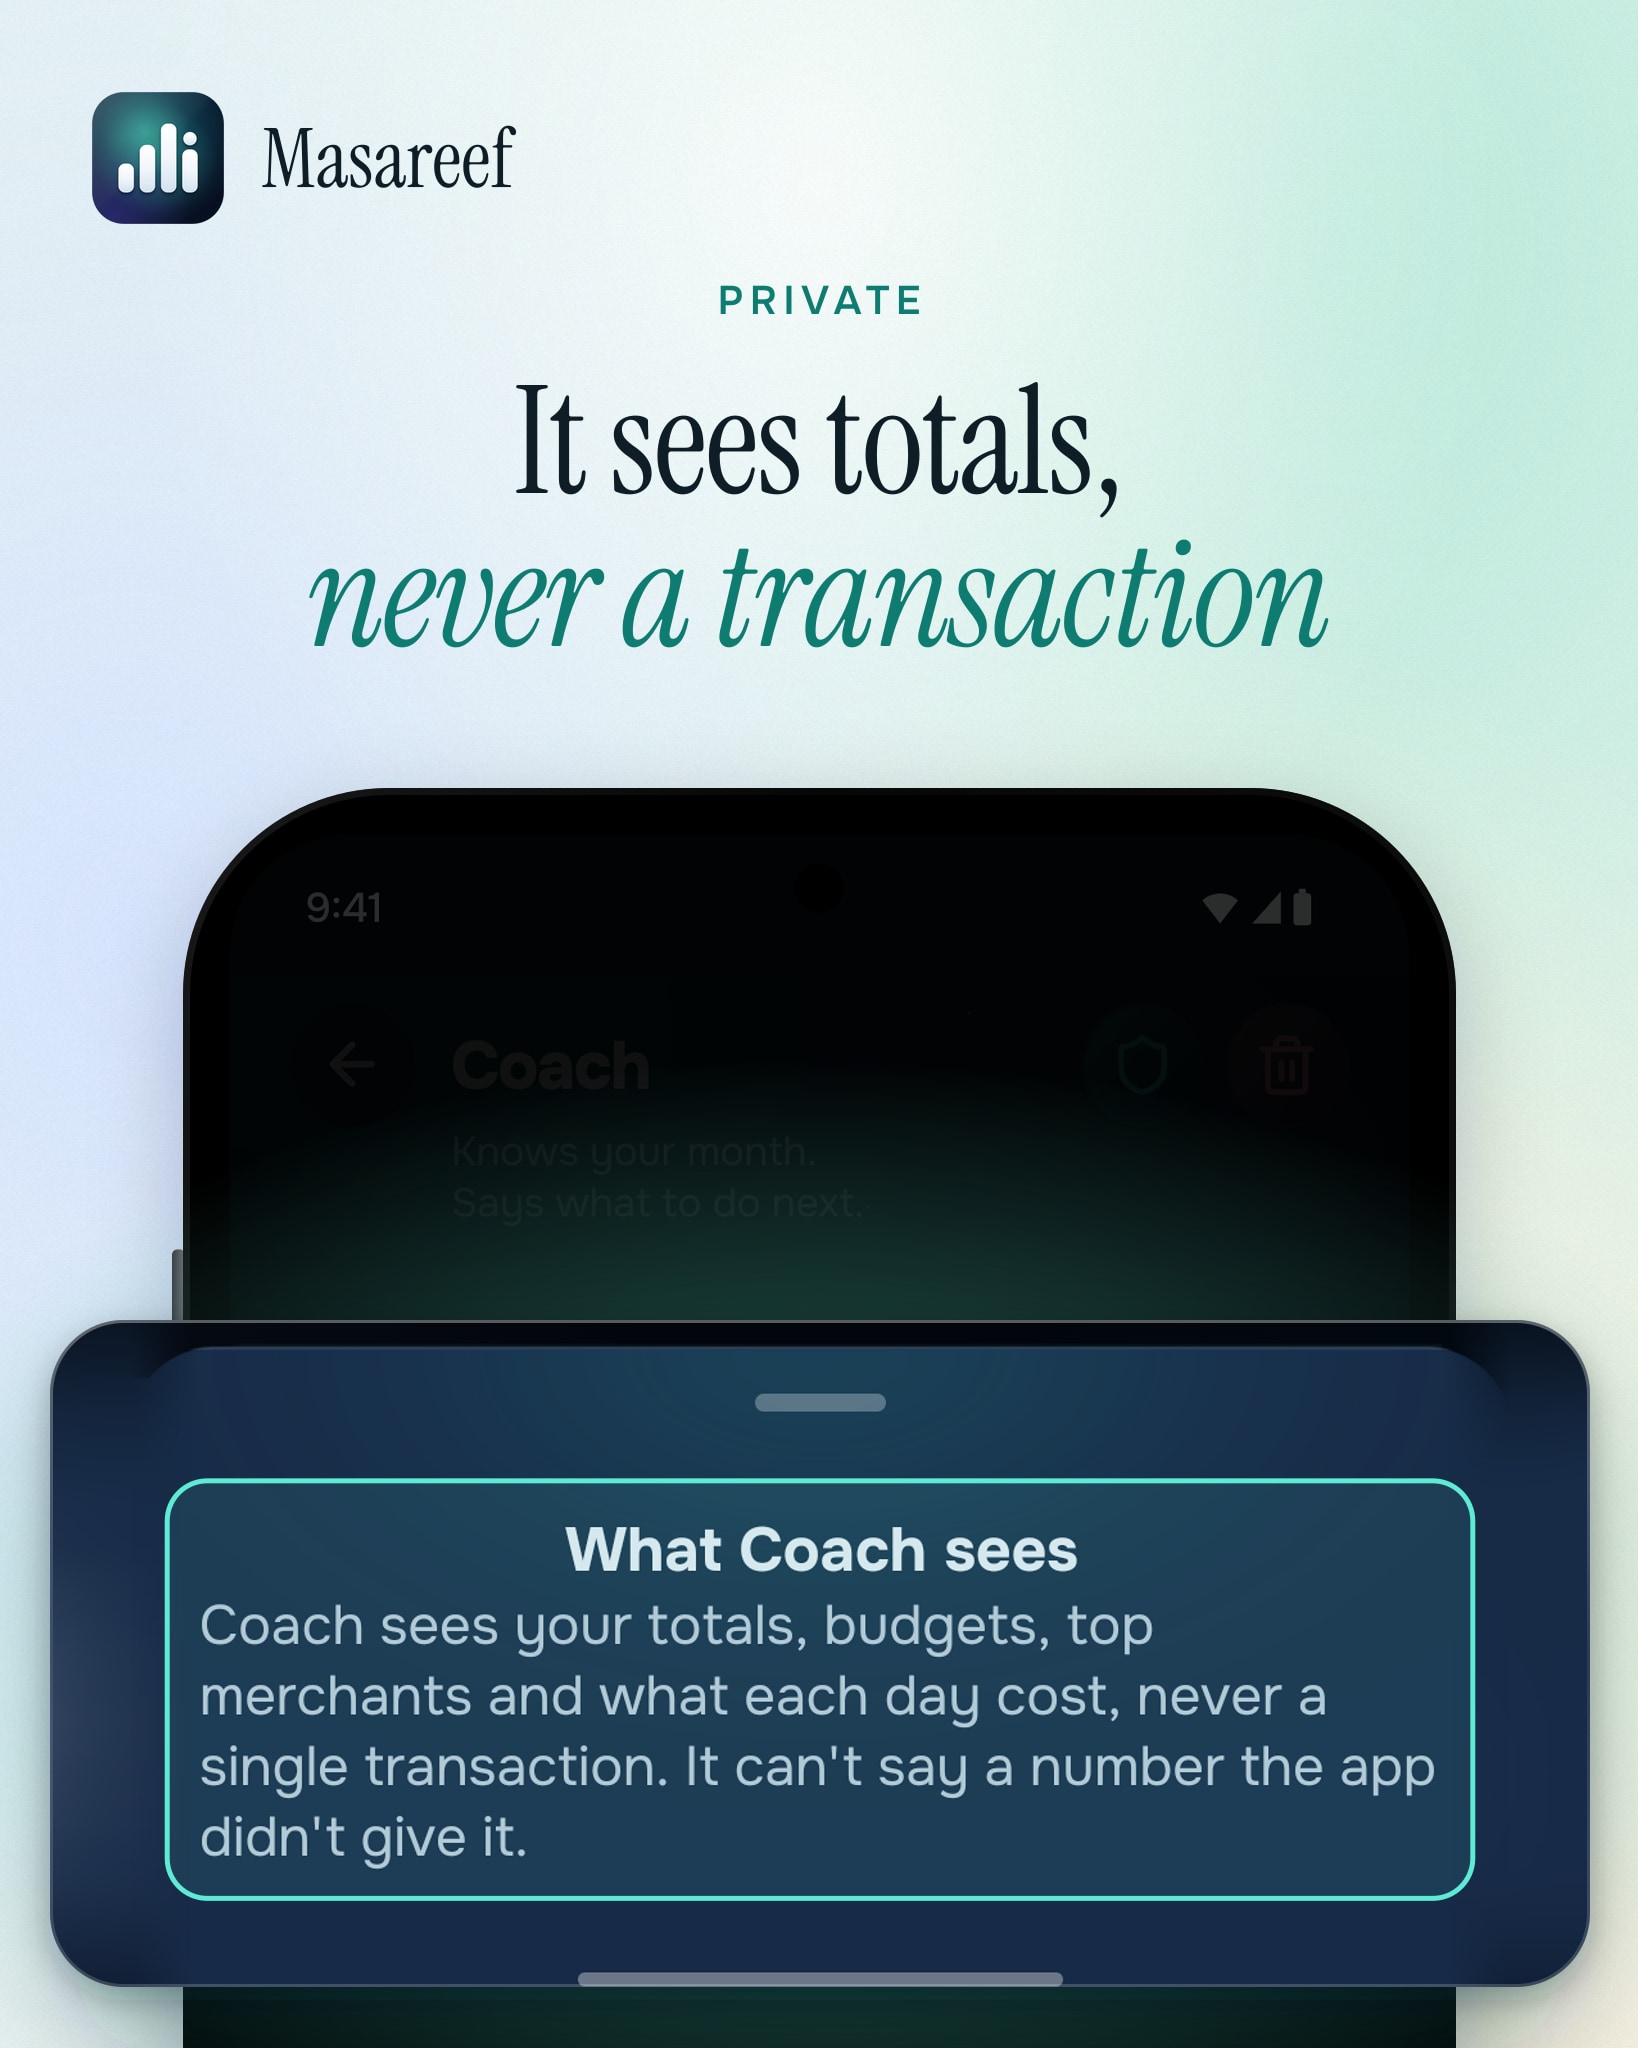 Masareef
PRIVATE
It sees totals,
never a transaction
9:41
Coach
Knows your month.
Says what to do next.
What Coach sees
Coach sees your totals, budgets, top
merchants and what each day cost, never a
single transaction. It can't say a number the app
didn't give it.